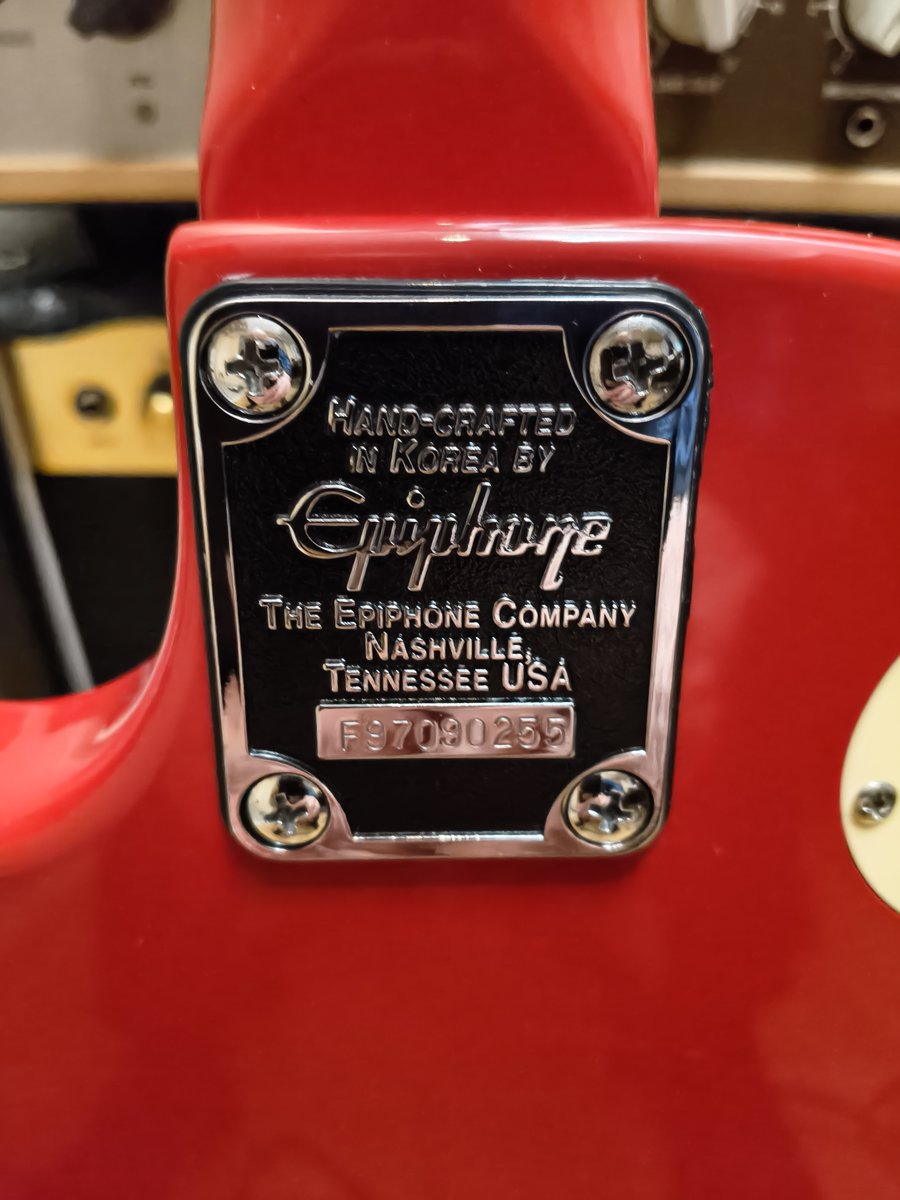 HAND-CRAFTED
IN KOREA BY
Epiphone
THE EPIPHONE COMPANY
NASHVILLE,
TENNESSEE USA
F97090255